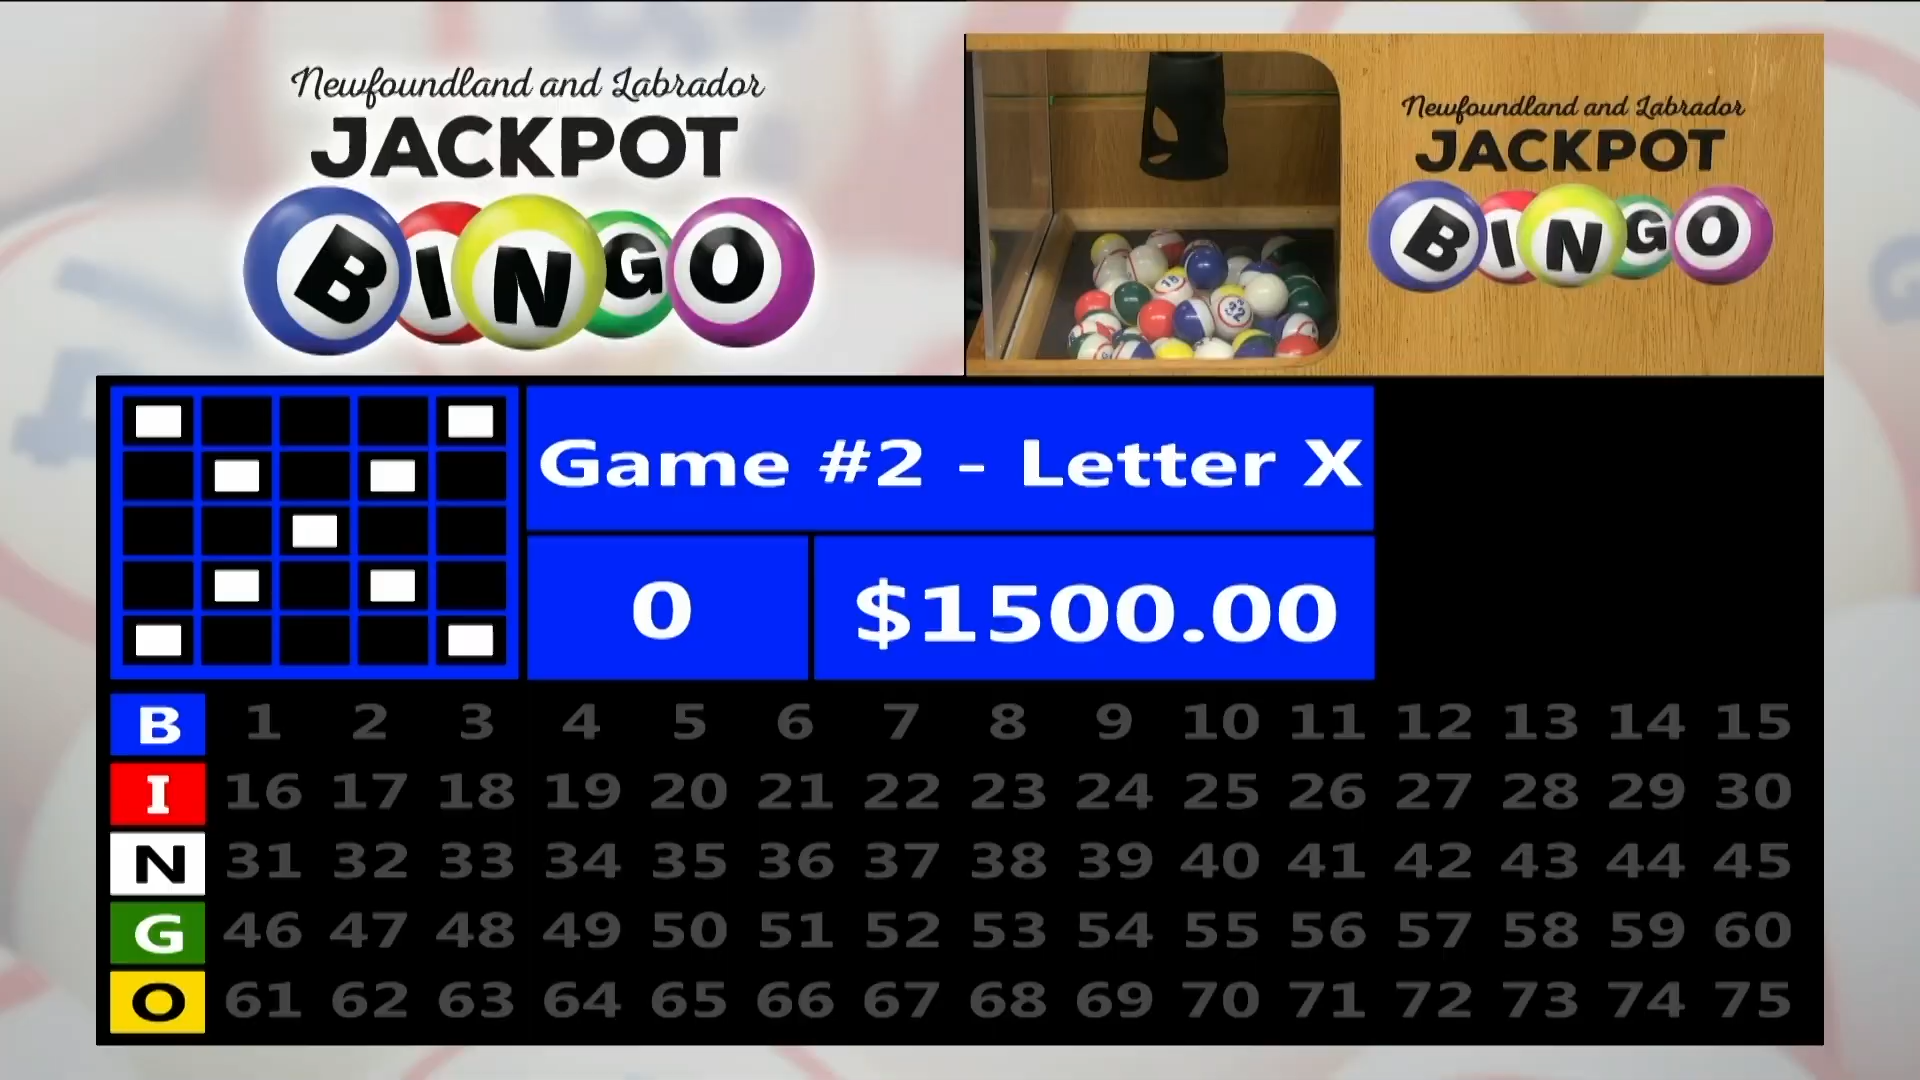 Newfoundland and Labrador
JACKPOT
BINGO
Newfoundland and Labrador
JACKPOT
BINGO
Game #2 - Letter X
0 $1500.00
B 1 2 3 4 5 6 7 8 9 10 11 12 13 14 15
I 16 17 18 19 20 21 22 23 24 25 26 27 28 29 30
N 31 32 33 34 35 36 37 38 39 40 41 42 43 44 45
G 46 47 48 49 50 51 52 53 54 55 56 57 58 59 60
O 61 62 63 64 65 66 67 68 69 70 71 72 73 74 75